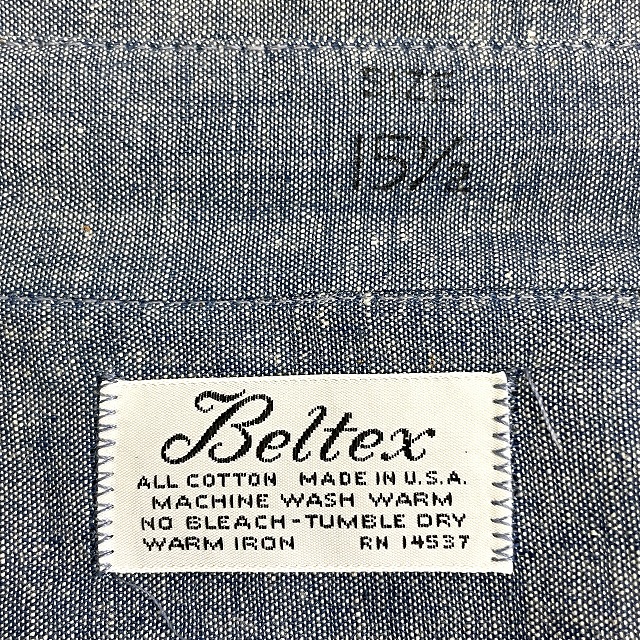 SIZE
15½
Beltex
ALL COTTON MADE IN U.S.A.
MACHINE WASH WARM
NO BLEACH-TUMBLE DRY
WARM IRON RN 14537